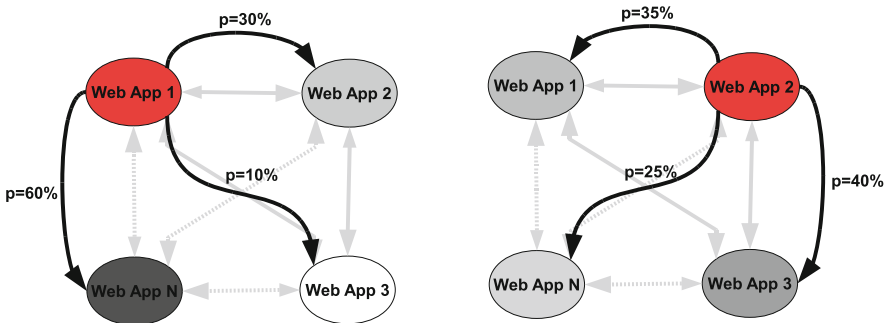 p=30%
Web App 1
Web App 2
p=10%
p=60%
Web App N
Web App 3
p=35%
Web App 1
Web App 2
p=25%
p=40%
Web App N
Web App 3